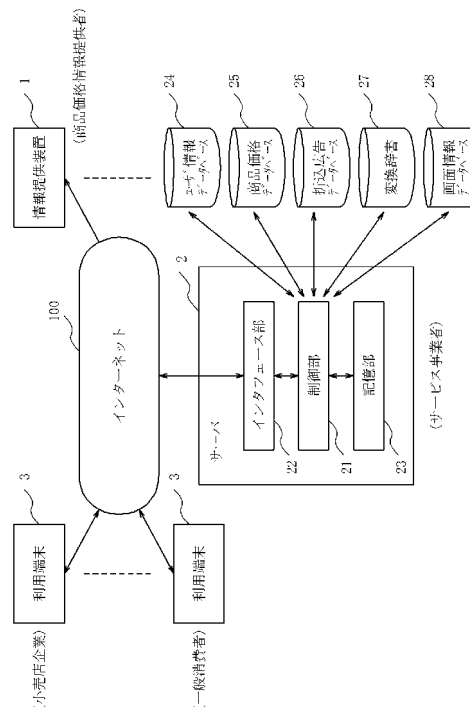 1
情報提供装置
(商品価格情報提供者)
100
インターネット
3
利用端末
小売店企業)
3
利用端末
一般消費者)
2
サーバ
インタフェース部
22
制御部
21
記憶部
23
(サービス事業者)
ユーザ情報
データベース
24
商品価格
データベース
25
折込広告
データベース
26
変換辞書
27
画面情報
データベース
28